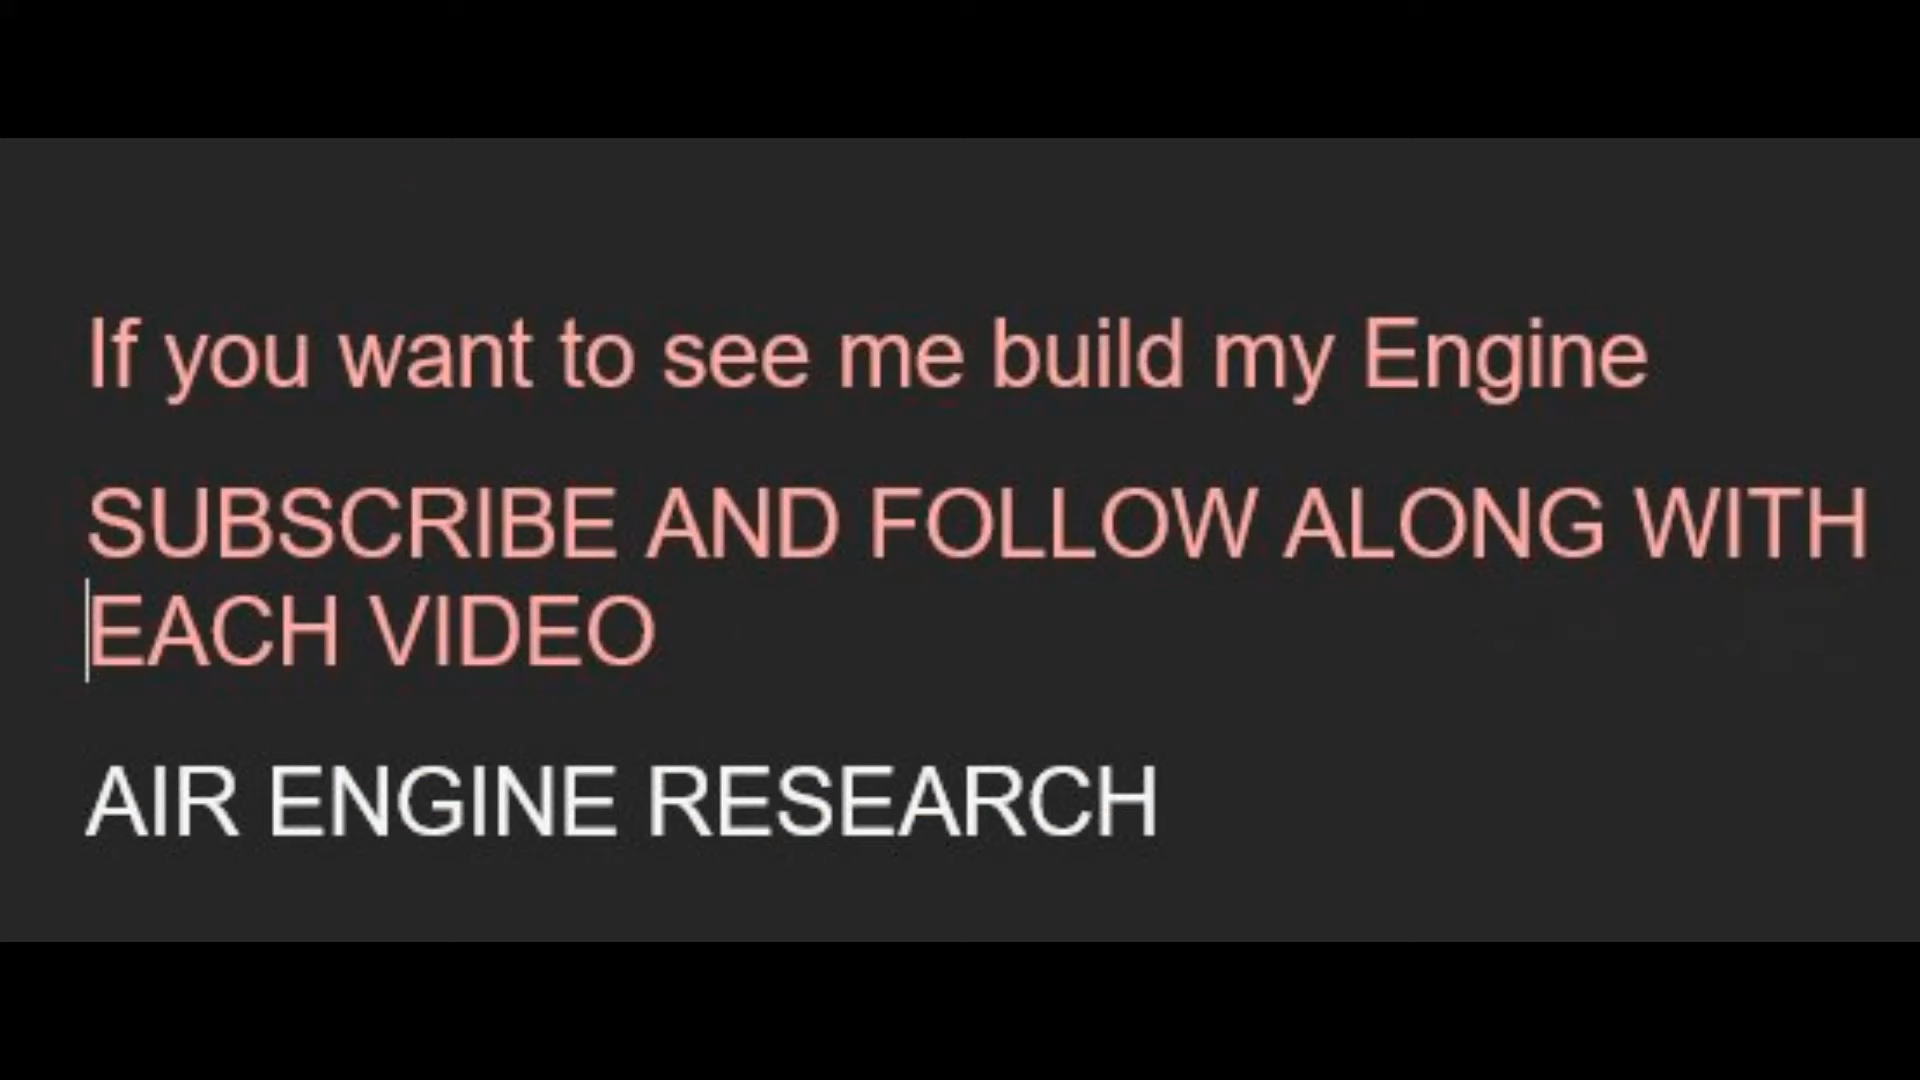 If you want to see me build my Engine
SUBSCRIBE AND FOLLOW ALONG WITH
EACH VIDEO
AIR ENGINE RESEARCH